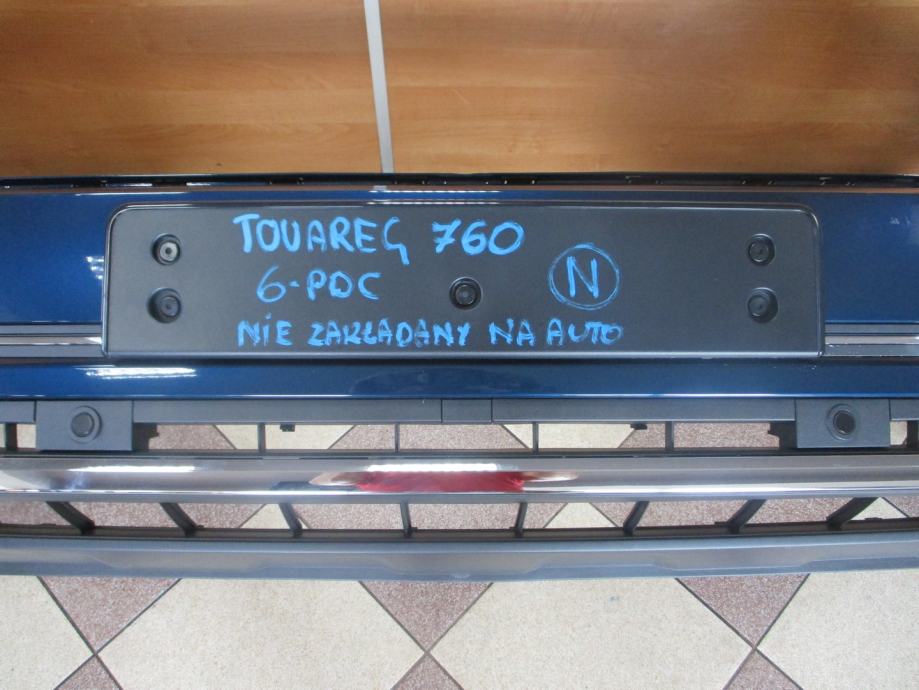 TOUAREG 760
6-PDC N
NIE ZAKŁADANY NA AUTO